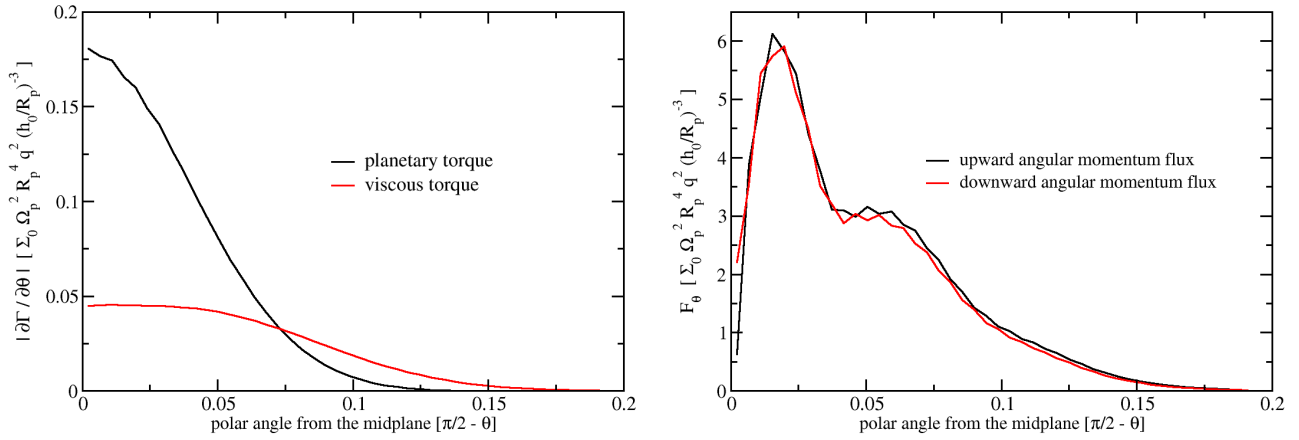 | ∂Γ / ∂θ | [ Σ₀ Ωₚ² Rₚ⁴ q² (h₀/Rₚ)⁻³ ]
0.2
0.15
0.1
0.05
0
planetary torque
viscous torque
0 0.05 0.1 0.15 0.2
polar angle from the midplane [π/2 - θ]
F_θ [ Σ₀ Ωₚ² Rₚ⁴ q² (h₀/Rₚ)⁻³ ]
6
5
4
3
2
1
0
upward angular momentum flux
downward angular momentum flux
0 0.05 0.1 0.15 0.2
polar angle from the midplane [π/2 - θ]